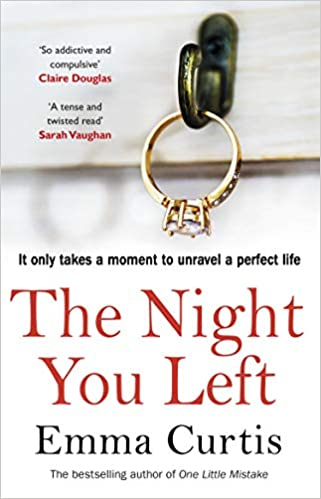 'So addictive and
compulsive'
Claire Douglas
'A tense and
twisted read'
Sarah Vaughan
It only takes a moment to unravel a perfect life
The Night
You Left
Emma Curtis
The bestselling author of One Little Mistake